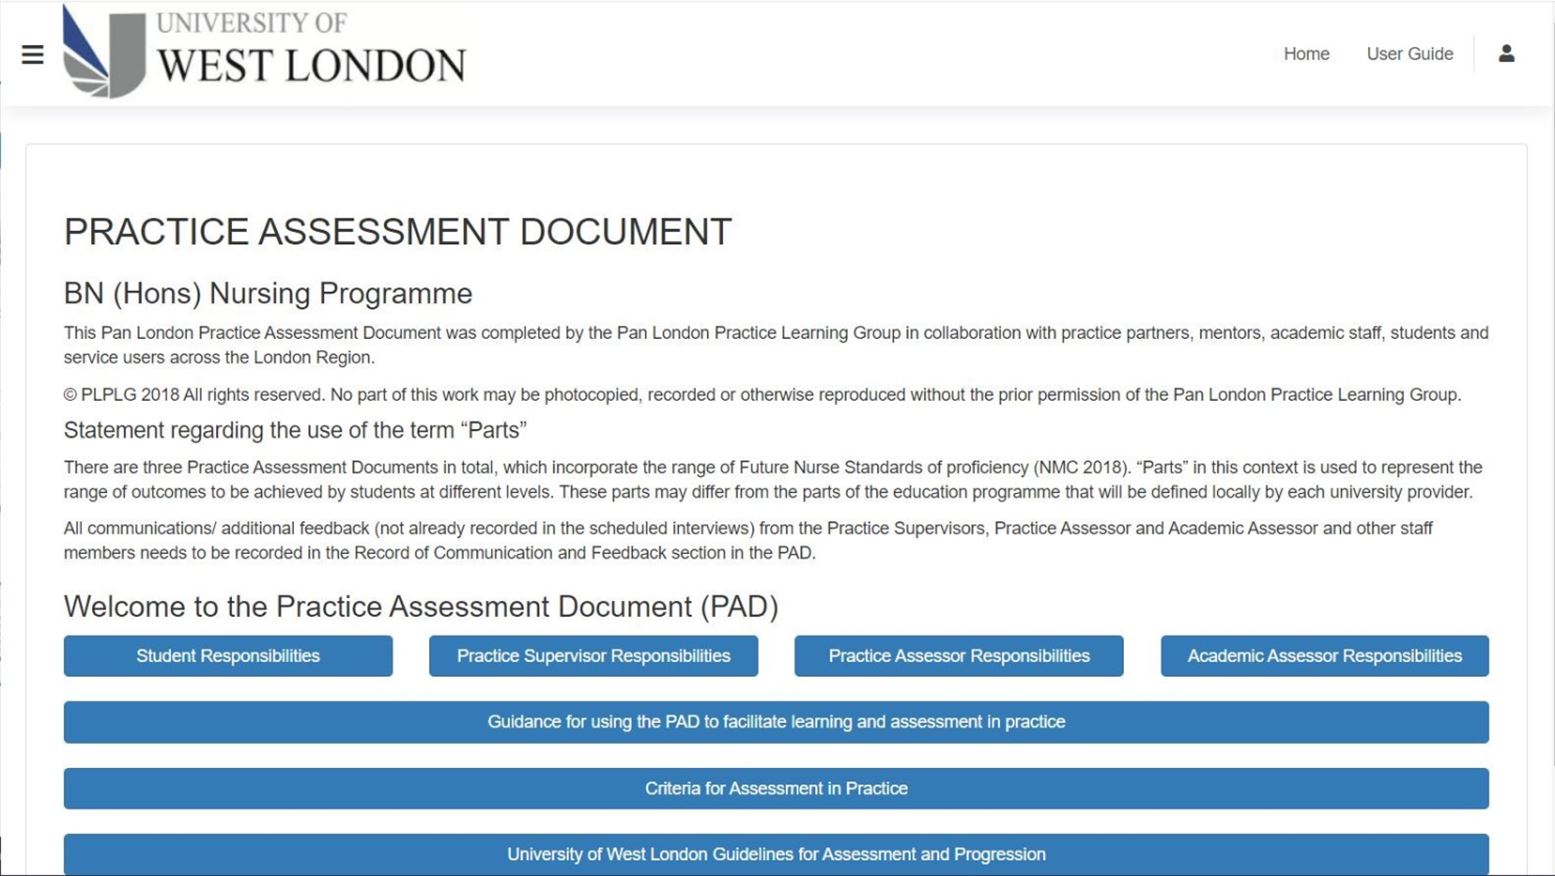 UNIVERSITY OF
WEST LONDON
Home
User Guide
PRACTICE ASSESSMENT DOCUMENT
BN (Hons) Nursing Programme
This Pan London Practice Assessment Document was completed by the Pan London Practice Learning Group in collaboration with practice partners, mentors, academic staff, students and
service users across the London Region.
© PLPLG 2018 All rights reserved. No part of this work may be photocopied, recorded or otherwise reproduced without the prior permission of the Pan London Practice Learning Group.
Statement regarding the use of the term “Parts”
There are three Practice Assessment Documents in total, which incorporate the range of Future Nurse Standards of proficiency (NMC 2018). “Parts” in this context is used to represent the
range of outcomes to be achieved by students at different levels. These parts may differ from the parts of the education programme that will be defined locally by each university provider.
All communications/ additional feedback (not already recorded in the scheduled interviews) from the Practice Supervisors, Practice Assessor and Academic Assessor and other staff
members needs to be recorded in the Record of Communication and Feedback section in the PAD.
Welcome to the Practice Assessment Document (PAD)
Student Responsibilities
Practice Supervisor Responsibilities
Practice Assessor Responsibilities
Academic Assessor Responsibilities
Guidance for using the PAD to facilitate learning and assessment in practice
Criteria for Assessment in Practice
University of West London Guidelines for Assessment and Progression